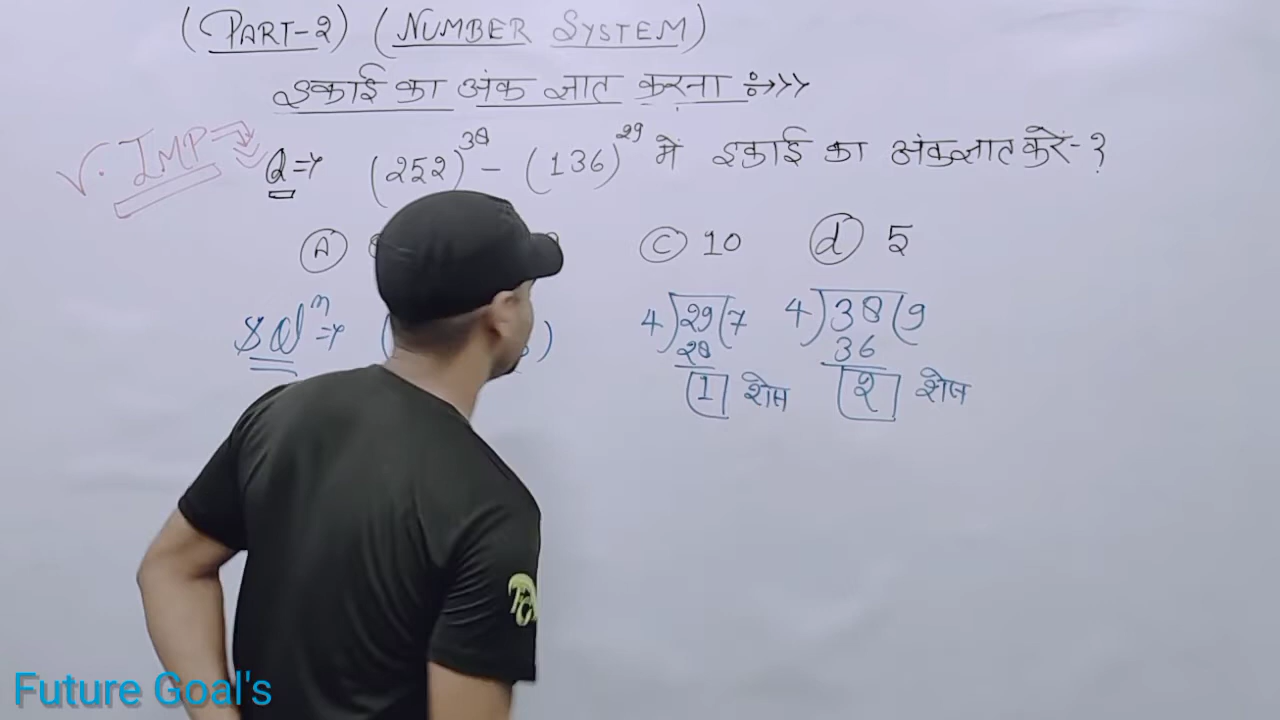 (PART-2) (NUMBER SYSTEM)
इकाई का अंक ज्ञात करना
V. IMP Q ⇒ (252)^38 - (136)^29 में इकाई का अंक ज्ञात करें-?
(A) (C) 10 (d) 5
SOl^n ⇒ ( ) 4)29(7 4)38(9
28 36
1 शेष 2 शेष
TG
Future Goal's